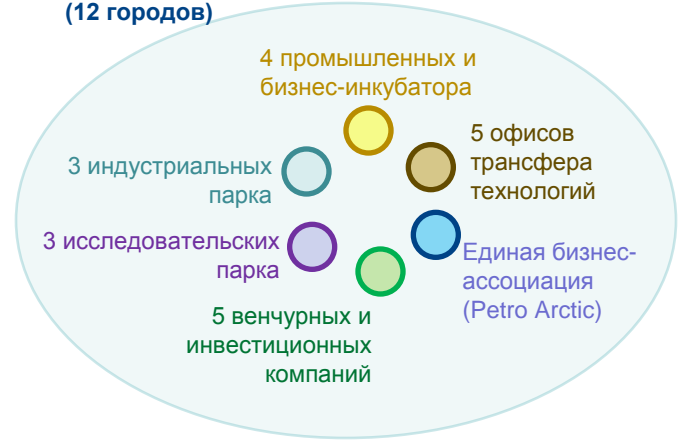 (12 городов)
4 промышленных и
бизнес-инкубатора
5 офисов
трансфера
технологий
3 индустриальных
парка
3 исследовательских
парка
Единая бизнес-
ассоциация
(Petro Arctic)
5 венчурных и
инвестиционных
компаний